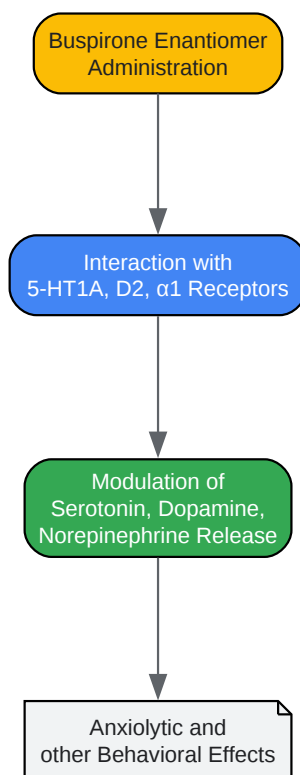 Buspirone Enantiomer
Administration
Interaction with
5-HT1A, D2, α1 Receptors
Modulation of
Serotonin, Dopamine,
Norepinephrine Release
Anxiolytic and
other Behavioral Effects